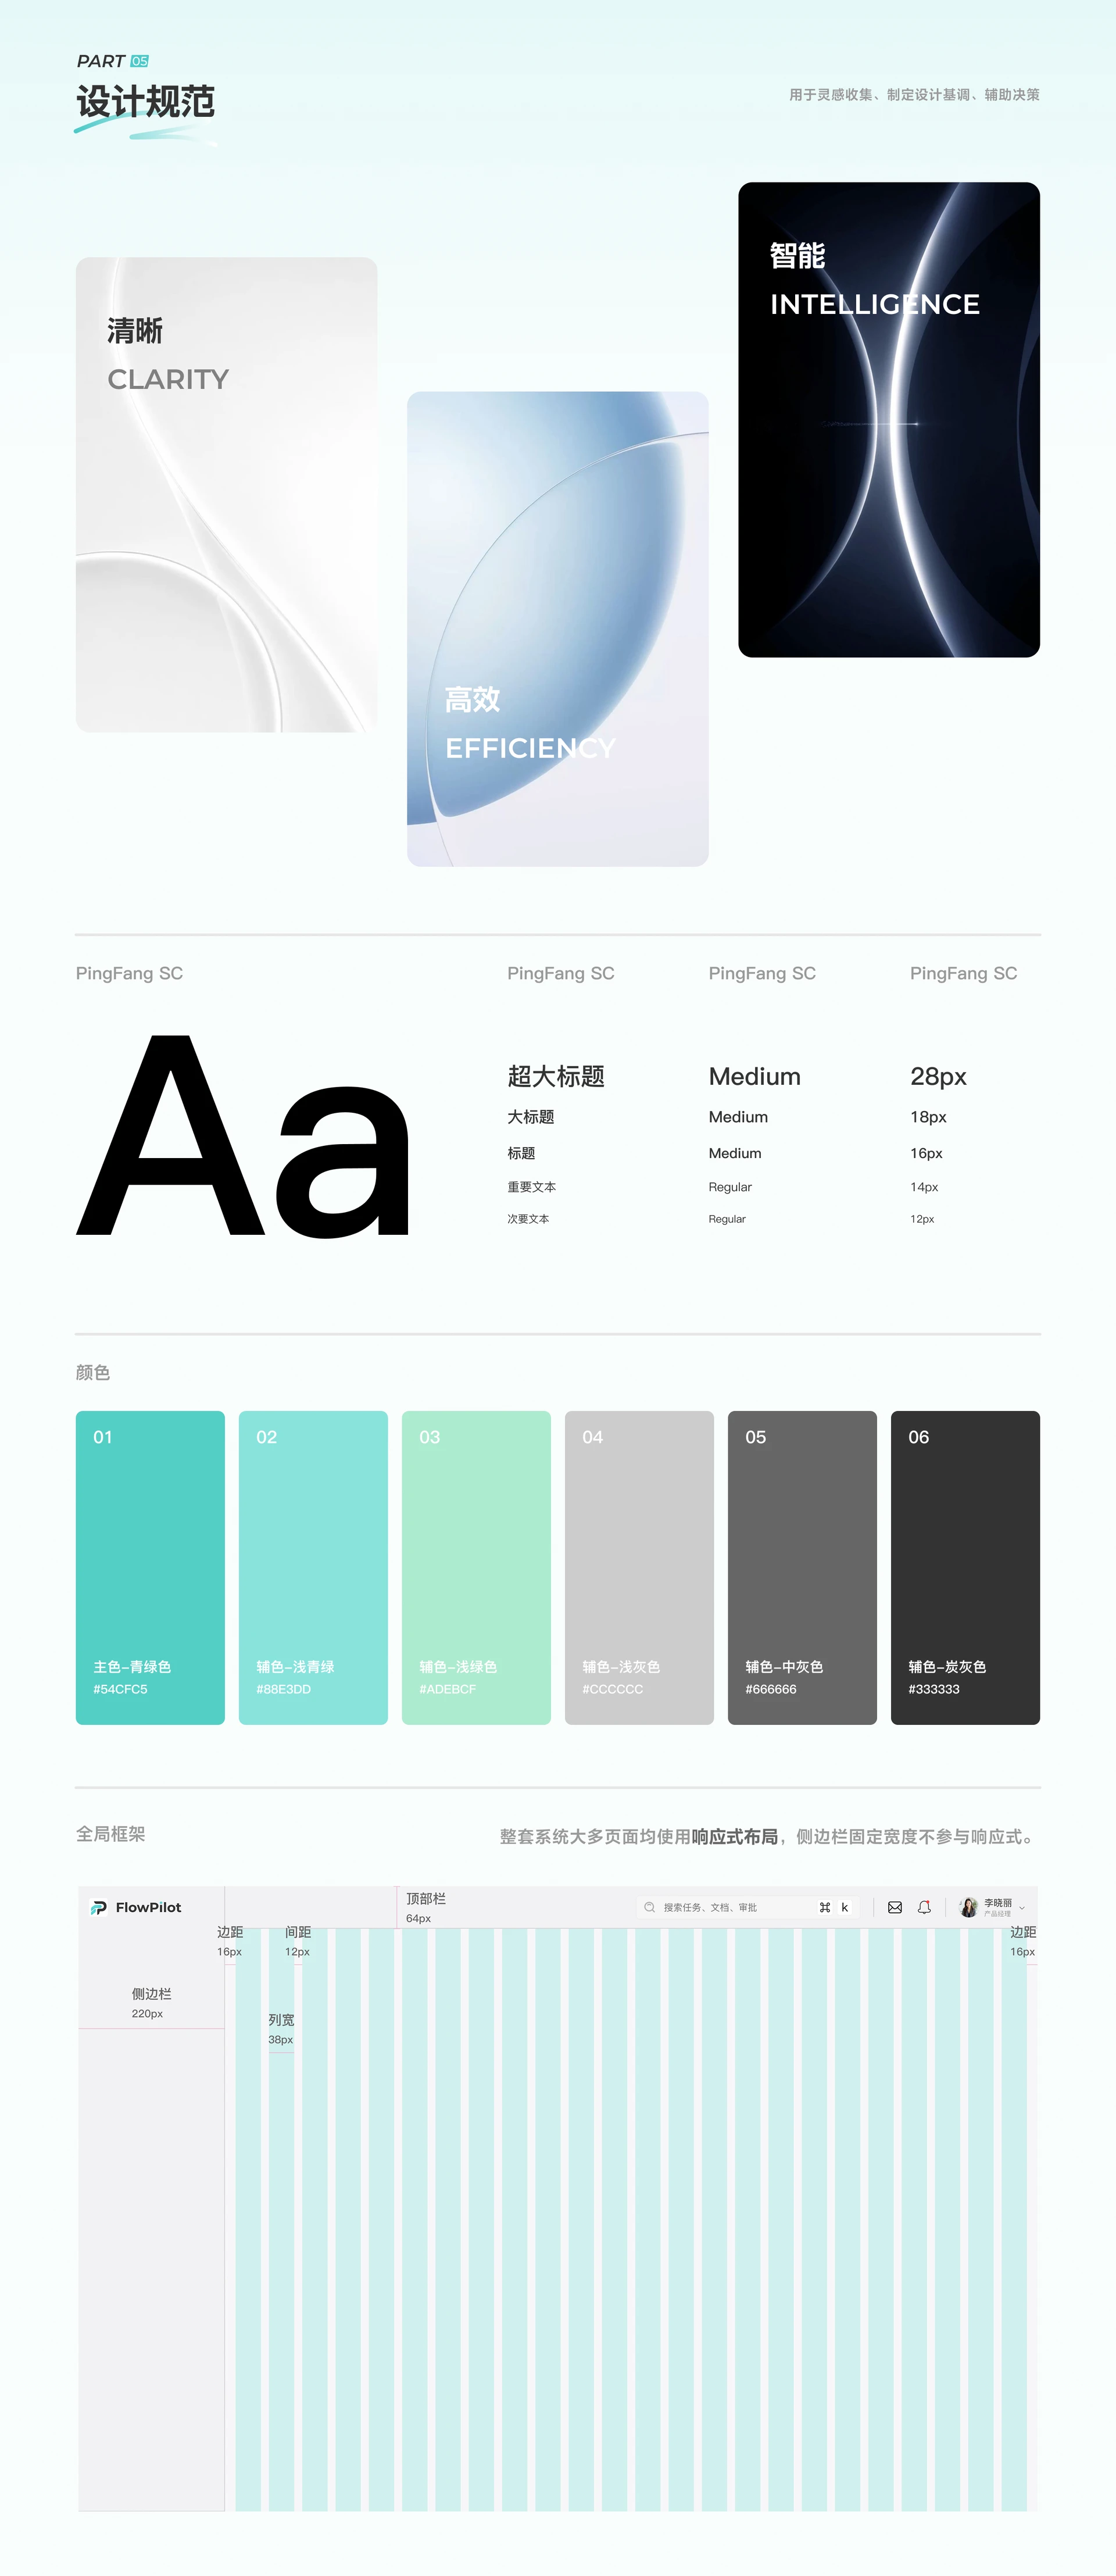 PART 05
设计规范
用于灵感收集、制定设计基调、辅助决策
智能
INTELLIGENCE
清晰
CLARITY
高效
EFFICIENCY
PingFang SC
PingFang SC
PingFang SC
PingFang SC
Aa
超大标题 Medium 28px
大标题 Medium 18px
标题 Medium 16px
重要文本 Regular 14px
次要文本 Regular 12px
颜色
01
主色-青绿色
#54CFC5
02
辅色-浅青绿
#88E3DD
03
辅色-浅绿色
#ADEBCF
04
辅色-浅灰色
#CCCCCC
05
辅色-中灰色
#666666
06
辅色-炭灰色
#333333
全局框架
整套系统大多页面均使用响应式布局，侧边栏固定宽度不参与响应式。
FlowPilot
顶部栏
64px
搜索任务、文档、审批
⌘ k
李晓丽
产品经理
边距
16px
间距
12px
边距
16px
侧边栏
220px
列宽
38px